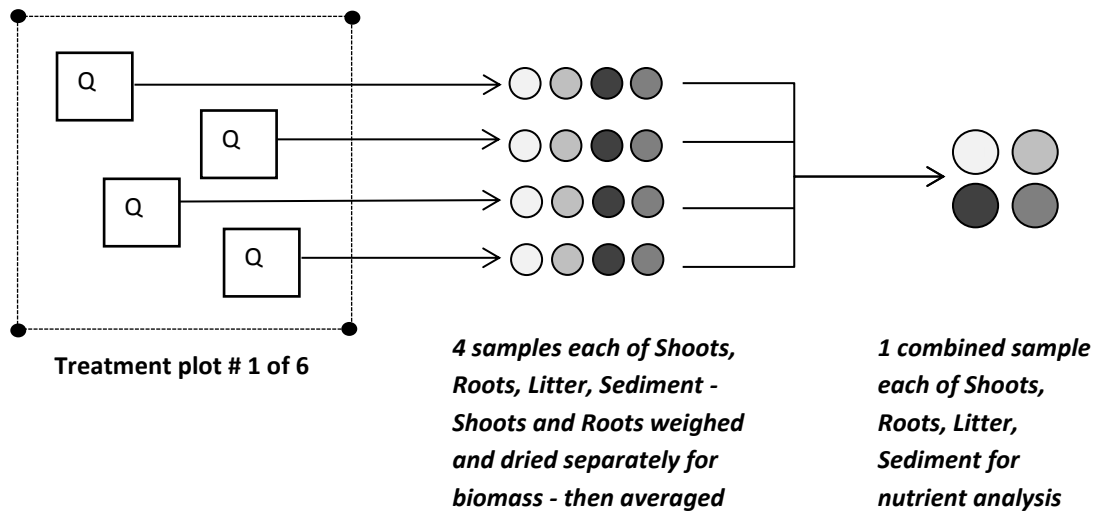 Q
Q
Q
Q
Treatment plot # 1 of 6
4 samples each of Shoots,
Roots, Litter, Sediment -
Shoots and Roots weighed
and dried separately for
biomass - then averaged
1 combined sample
each of Shoots,
Roots, Litter,
Sediment for
nutrient analysis